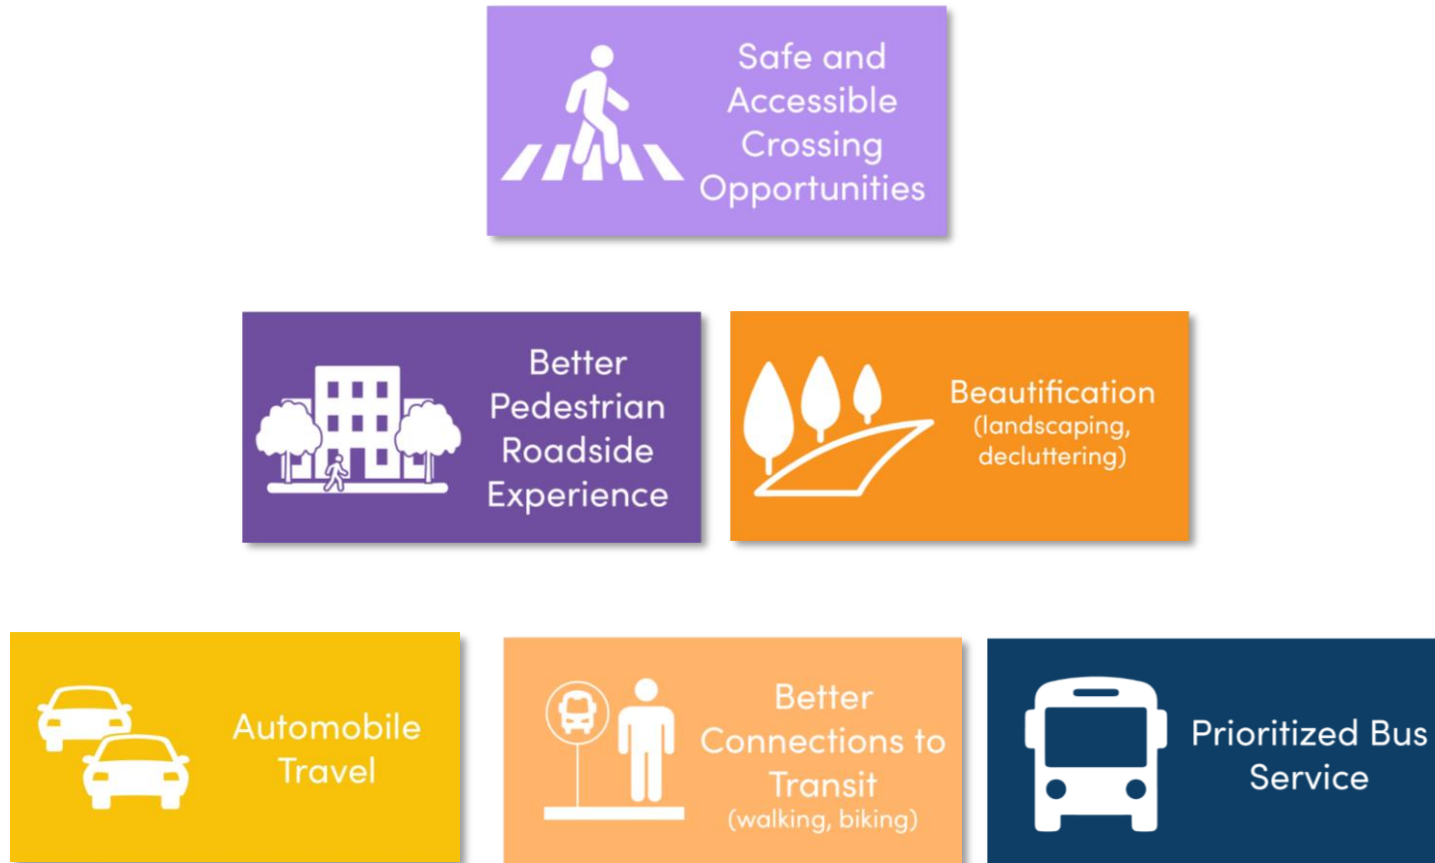 Safe and
Accessible
Crossing
Opportunities
Better
Pedestrian
Roadside
Experience
Beautification
(landscaping,
decluttering)
Automobile
Travel
Better
Connections to
Transit
(walking, biking)
Prioritized Bus
Service